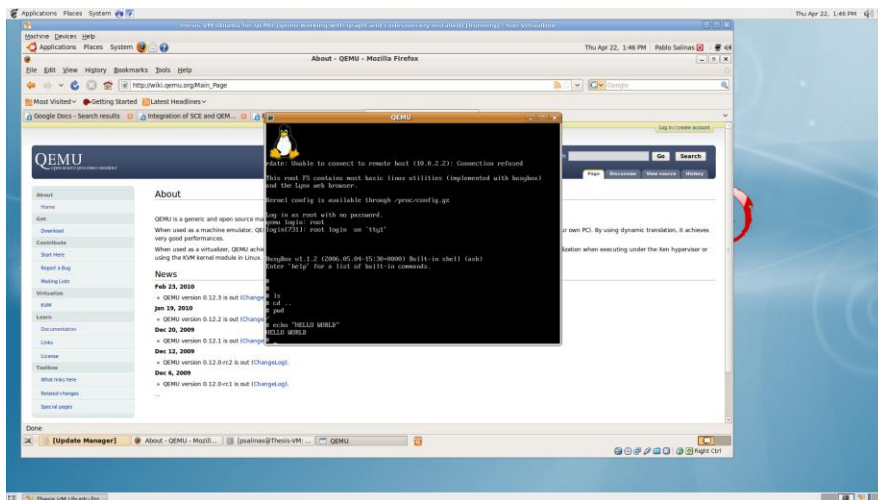 Applications Places System
Thu Apr 22, 1:46 PM
Thesis VM Ubuntu for QEMU (qemu working with graph and codesourcery installed) [Running] - Sun VirtualBox
Machine Devices Help
Applications Places System
Thu Apr 22, 1:46 PM Pablo Salinas
About - QEMU - Mozilla Firefox
File Edit View History Bookmarks Tools Help
http://wiki.qemu.org/Main_Page
Google
Most Visited Getting Started Latest Headlines
Google Docs - Search results
Integration of SCE and QEM...
QEMU
Log in / create account
QEMU
open source processor emulator
Go Search
Page Discussion View source History
rdate: Unable to connect to remote host (10.0.2.2): Connection refused
This root FS contains most basic linux utilities (implemented with busybox)
and the Lynx web browser.
Kernel config is available through /proc/config.gz
Log in as root with no password.
qemu login: root
login[731]: root login on `tty1'
BusyBox v1.1.2 (2006.05.04-15:30+0000) Built-in shell (ash)
Enter 'help' for a list of built-in commands.
#
#
# ls
# cd ..
# pwd
/
# echo "HELLO WORLD"
HELLO WORLD
#
About
Home
Get
Download
Contribute
Start Here
Report a Bug
Mailing Lists
Virtualize
KVM
Learn
Documentation
Links
License
Toolbox
What links here
Related changes
Special pages
About
QEMU is a generic and open source ma
When used as a machine emulator, QE
r own PC). By using dynamic translation, it achieves
very good performances.
When used as a virtualizer, QEMU achie
lization when executing under the Xen hypervisor or
using the KVM kernel module in Linux.
News
Feb 23, 2010
QEMU version 0.12.3 is out (Change
Jan 19, 2010
QEMU version 0.12.2 is out (Change
Dec 20, 2009
QEMU version 0.12.1 is out (Change
Dec 12, 2009
QEMU version 0.12.0-rc2 is out (ChangeLog).
Dec 6, 2009
QEMU version 0.12.0-rc1 is out (ChangeLog).
...
Done
[Update Manager]
About - QEMU - Mozill...
[psalinas@Thesis-VM: ...
QEMU
Right Ctrl
Thesis VM Ubuntu for...